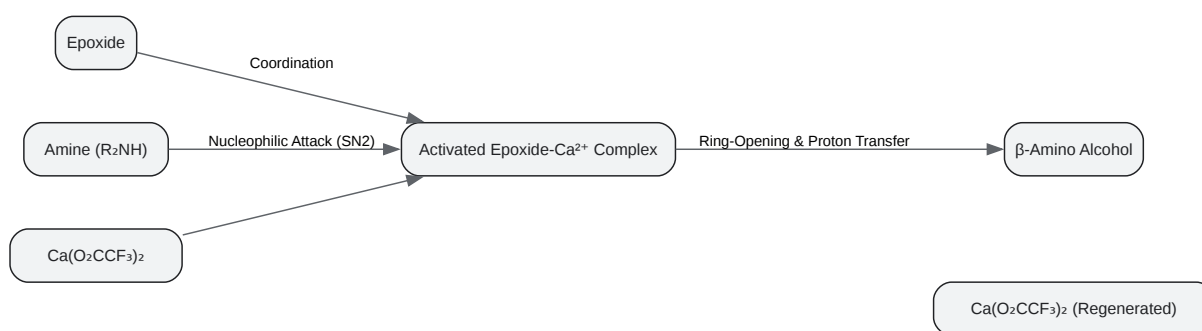 Epoxide
Coordination
Amine (R₂NH)
Nucleophilic Attack (SN2)
Activated Epoxide-Ca²⁺ Complex
Ring-Opening & Proton Transfer
β-Amino Alcohol
Ca(O₂CCF₃)₂
Ca(O₂CCF₃)₂ (Regenerated)